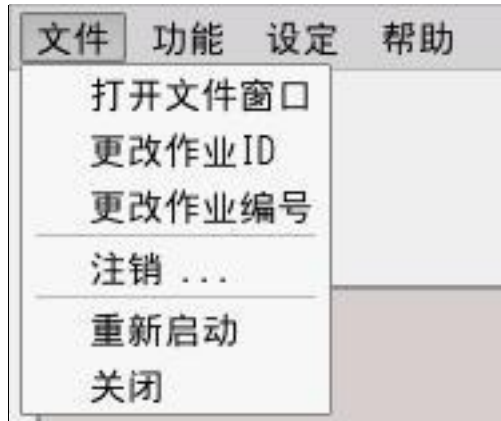 文件 功能 设定 帮助
打开文件窗口
更改作业ID
更改作业编号
注销 ...
重新启动
关闭